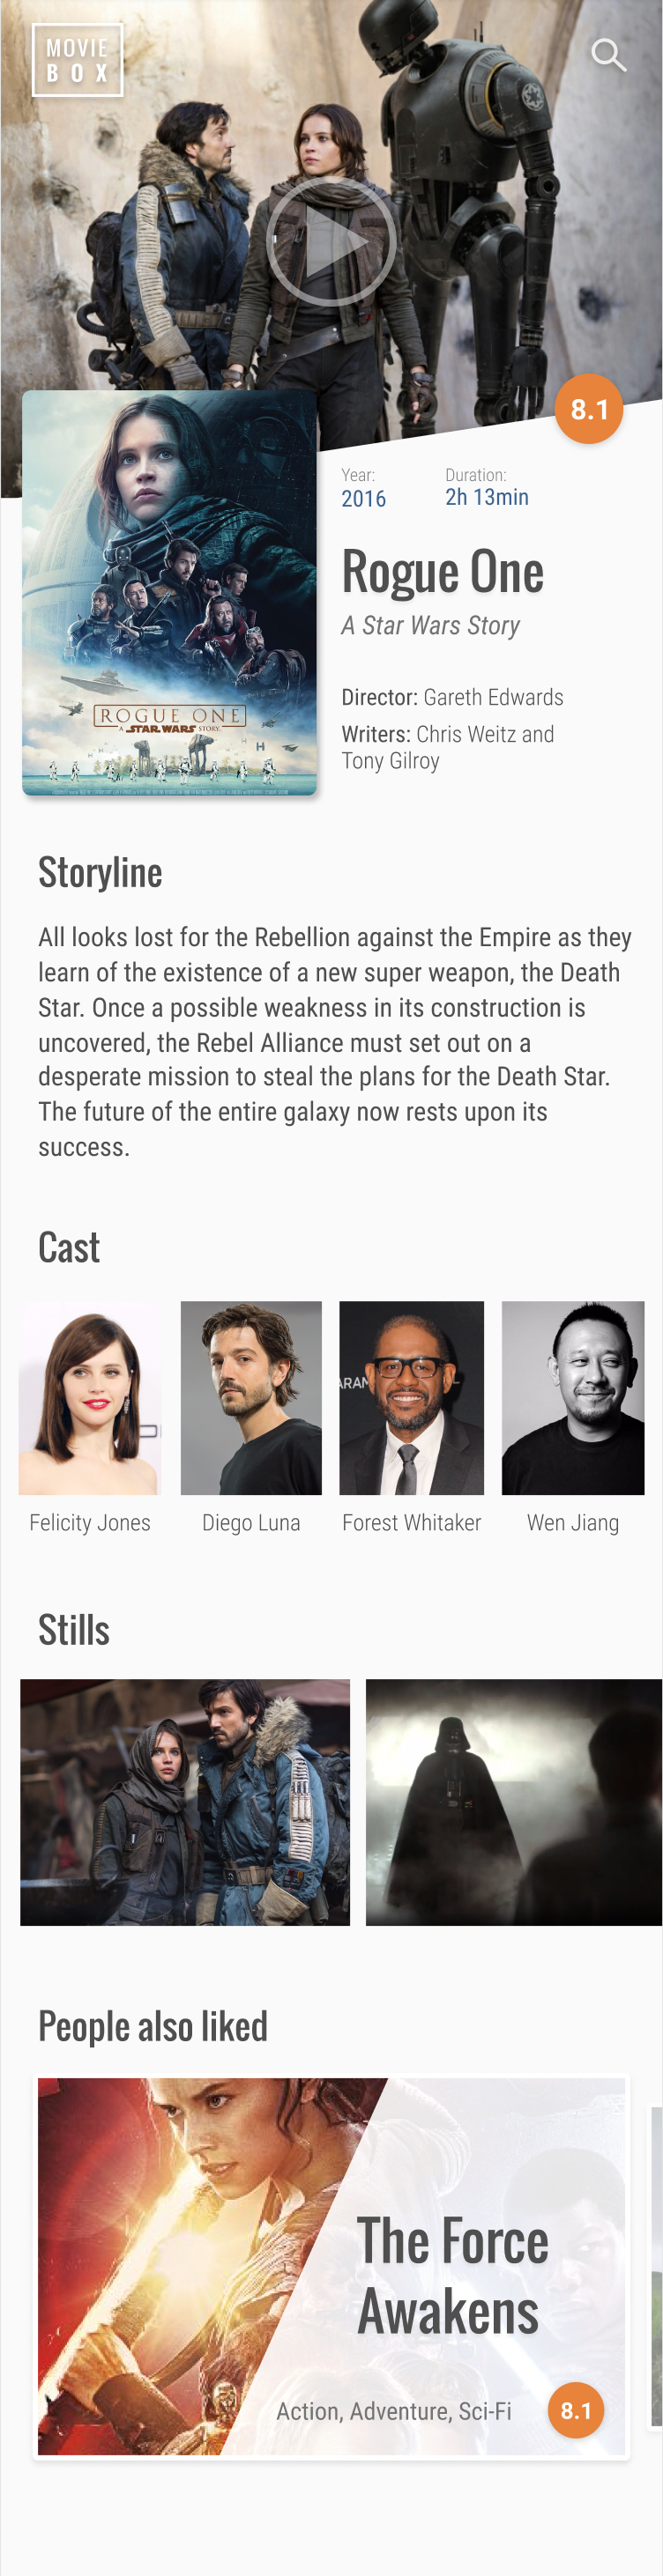 MOVIE
BOX
8.1
Year:
Duration:
2016
2h 13min
Rogue One
A Star Wars Story
Director: Gareth Edwards
Writers: Chris Weitz and
Tony Gilroy
ROGUE ONE
A STAR WARS STORY
Storyline
All looks lost for the Rebellion against the Empire as they
learn of the existence of a new super weapon, the Death
Star. Once a possible weakness in its construction is
uncovered, the Rebel Alliance must set out on a
desperate mission to steal the plans for the Death Star.
The future of the entire galaxy now rests upon its
success.
Cast
ARAM
Felicity Jones
Diego Luna
Forest Whitaker
Wen Jiang
Stills
People also liked
The Force
Awakens
Action, Adventure, Sci-Fi
8.1